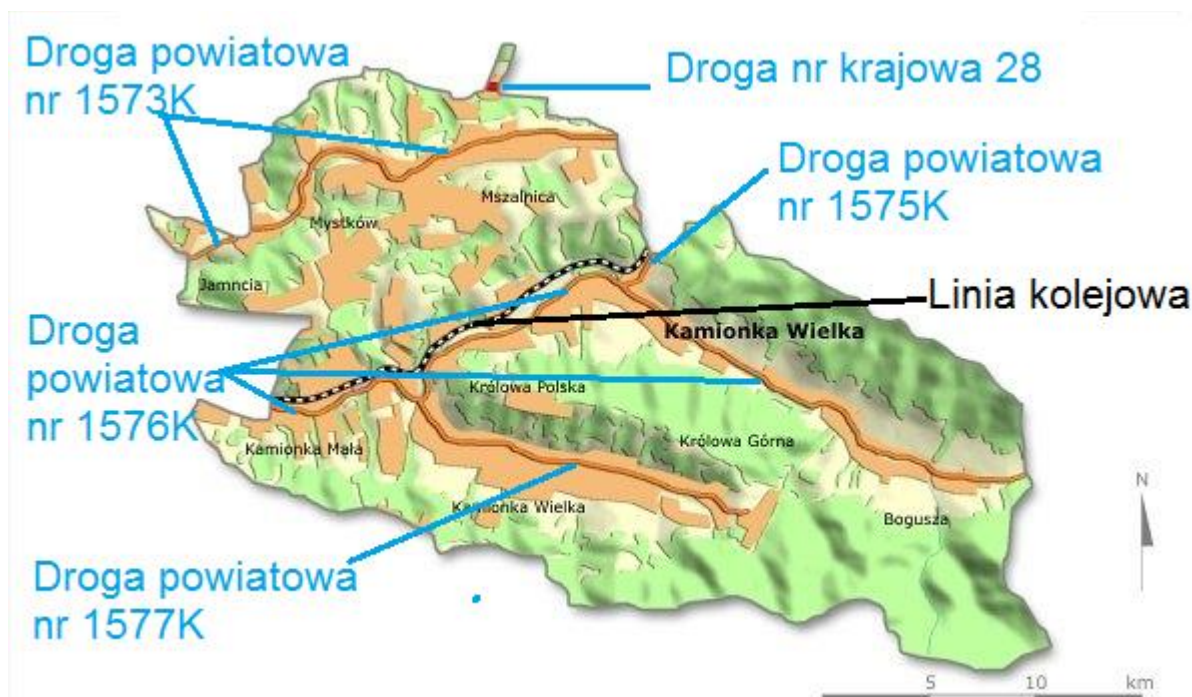 Droga powiatowa
nr 1573K
Droga nr krajowa 28
Droga powiatowa
nr 1575K
Mszalnica
Mystków
Jamncia
Linia kolejowa
Kamionka Wielka
Droga
powiatowa
nr 1576K
Królowa Polska
Królowa Górna
Kamionka Mała
Kamionka Wielka
Bogusza
N
Droga powiatowa
nr 1577K
5 10 km